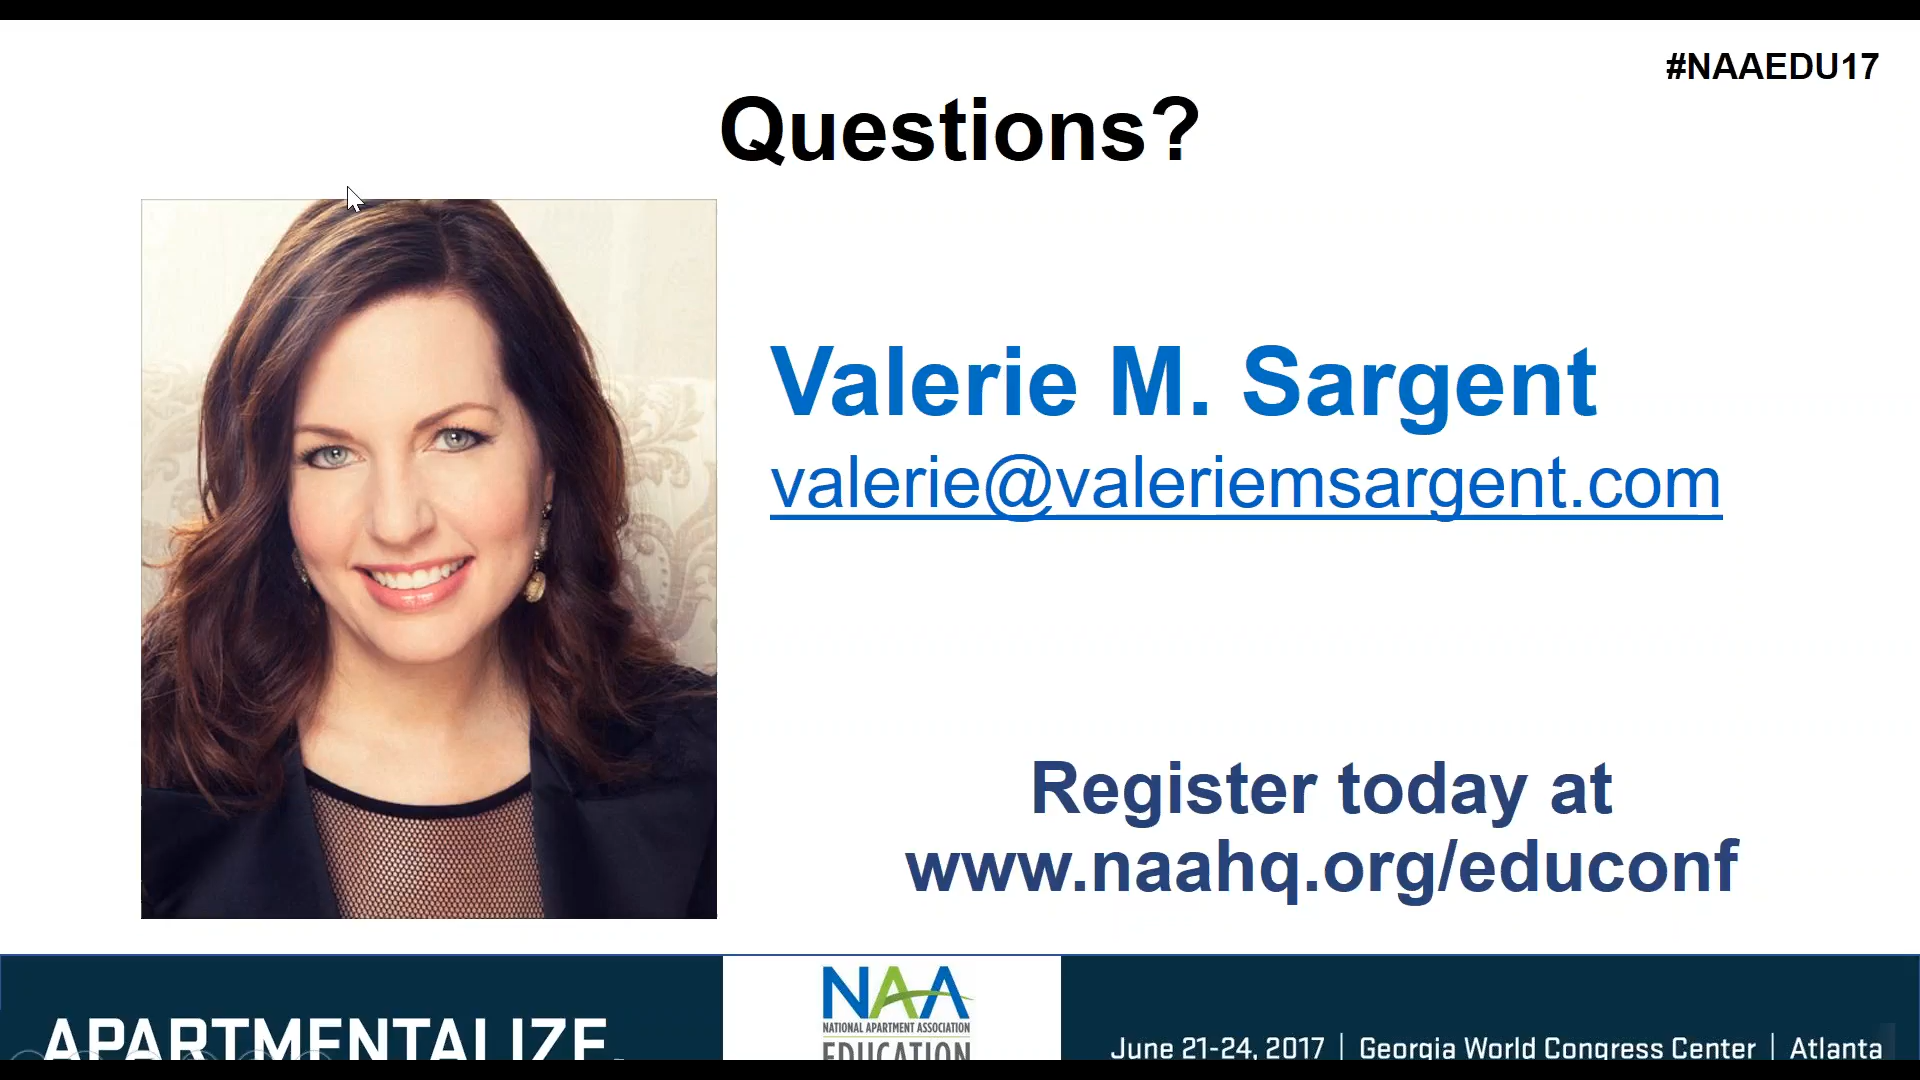 #NAAEDU17
Questions?
Valerie M. Sargent
valerie@valeriemsargent.com
Register today at
www.naahq.org/educonf
APARTMENTALIZE.
NAA
NATIONAL APARTMENT ASSOCIATION
EDUCATION
June 21-24, 2017 | Georgia World Congress Center | Atlanta